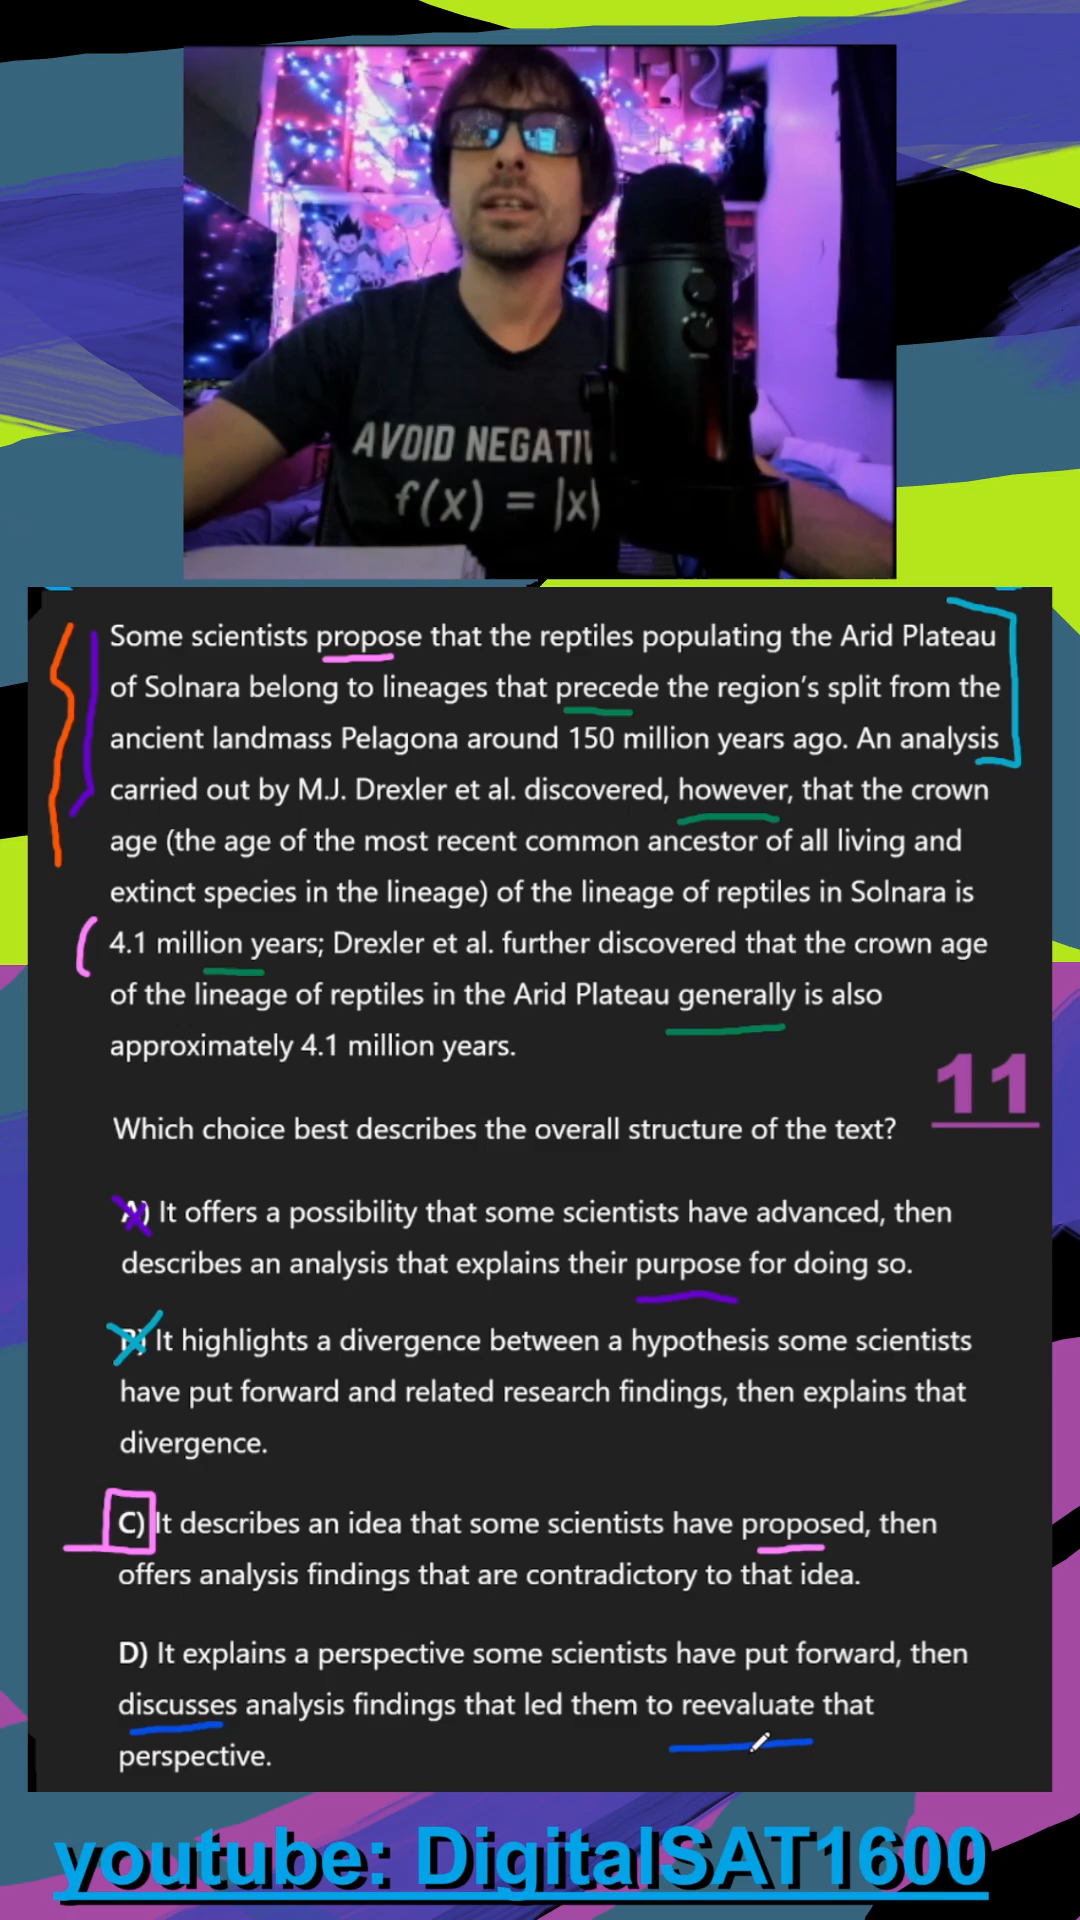 AVOID NEGATI
f(x) = |x|
Some scientists propose that the reptiles populating the Arid Plateau
of Solnara belong to lineages that precede the region's split from the
ancient landmass Pelagona around 150 million years ago. An analysis
carried out by M.J. Drexler et al. discovered, however, that the crown
age (the age of the most recent common ancestor of all living and
extinct species in the lineage) of the lineage of reptiles in Solnara is
4.1 million years; Drexler et al. further discovered that the crown age
of the lineage of reptiles in the Arid Plateau generally is also
approximately 4.1 million years.
11
Which choice best describes the overall structure of the text?
A) It offers a possibility that some scientists have advanced, then
describes an analysis that explains their purpose for doing so.
B) It highlights a divergence between a hypothesis some scientists
have put forward and related research findings, then explains that
divergence.
C) It describes an idea that some scientists have proposed, then
offers analysis findings that are contradictory to that idea.
D) It explains a perspective some scientists have put forward, then
discusses analysis findings that led them to reevaluate that
perspective.
youtube: DigitalSAT1600